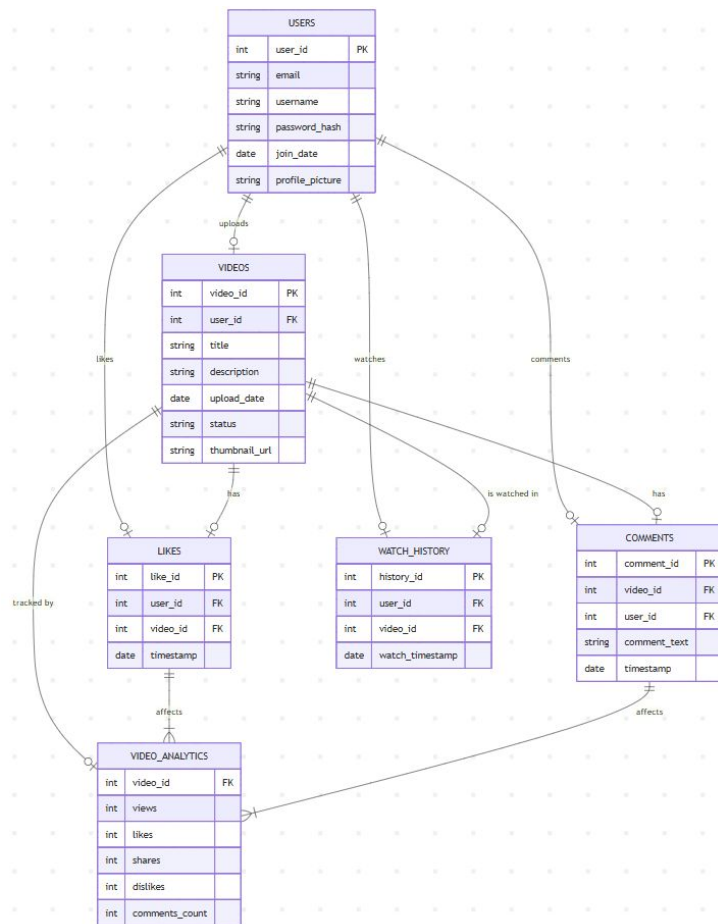 USERS
int user_id PK
string email
string username
string password_hash
date join_date
string profile_picture
uploads
VIDEOS
int video_id PK
int user_id FK
string title
string description
date upload_date
string status
string thumbnail_url
likes
watches
comments
has
is watched in
has
tracked by
LIKES
int like_id PK
int user_id FK
int video_id FK
date timestamp
WATCH_HISTORY
int history_id PK
int user_id FK
int video_id FK
date watch_timestamp
COMMENTS
int comment_id PK
int video_id FK
int user_id FK
string comment_text
date timestamp
affects
affects
VIDEO_ANALYTICS
int video_id FK
int views
int likes
int shares
int dislikes
int comments_count